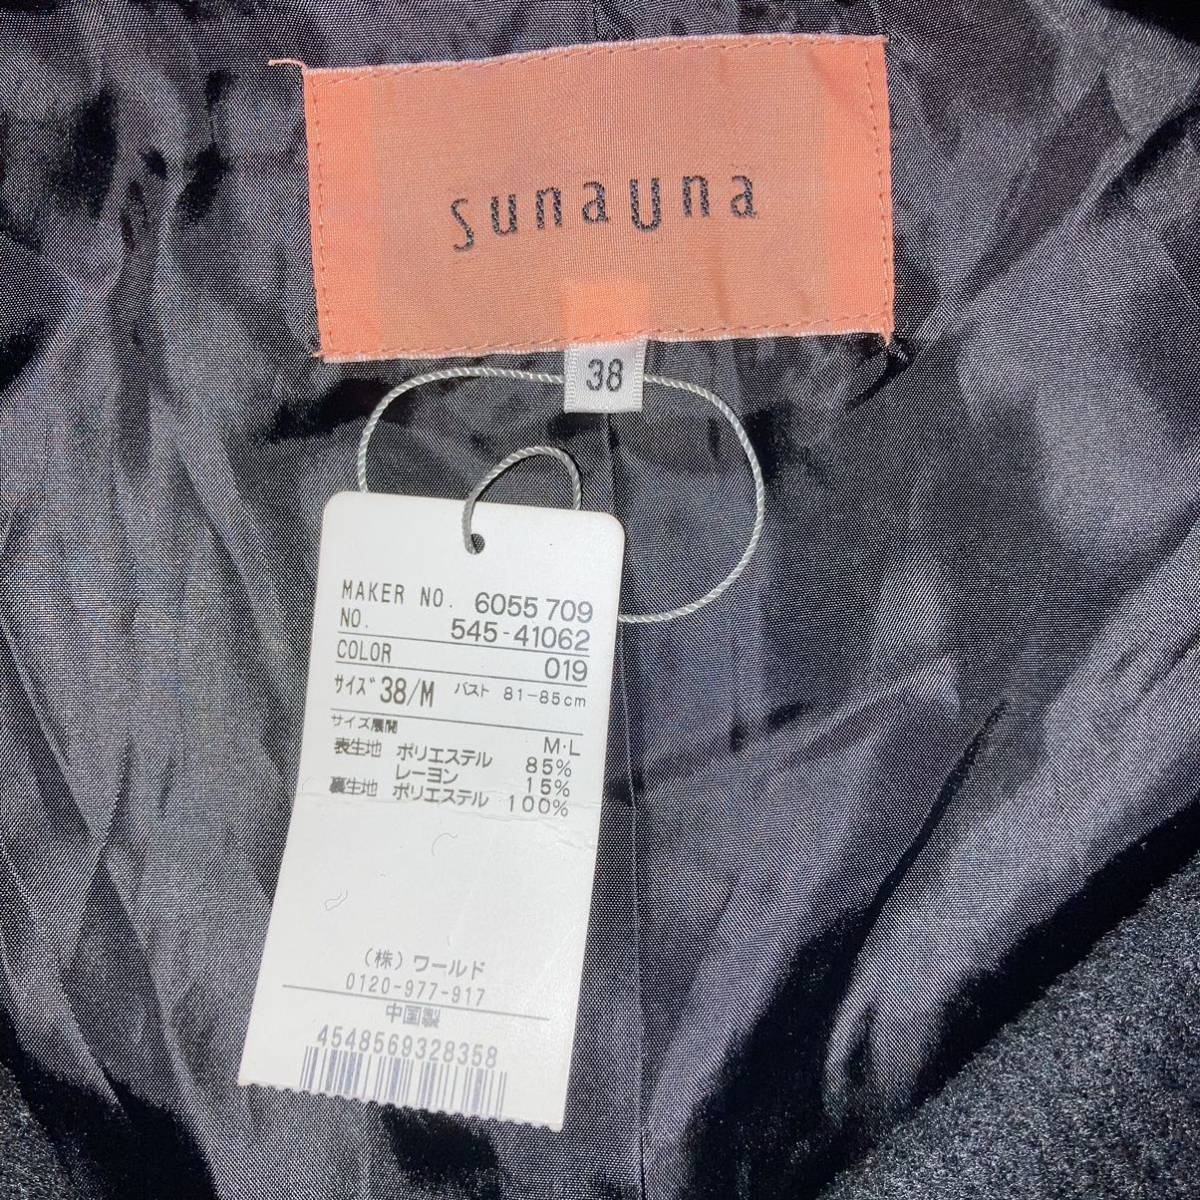 sunaUna
38
MAKER NO. 6055 709
NO. 545-41062
COLOR 019
サイズ 38/M バスト 81-85cm
サイズ展開 M·L
表生地 ポリエステル 85%
レーヨン 15%
裏生地 ポリエステル 100%
(株)ワールド
0120-977-917
中国製
4548569328358